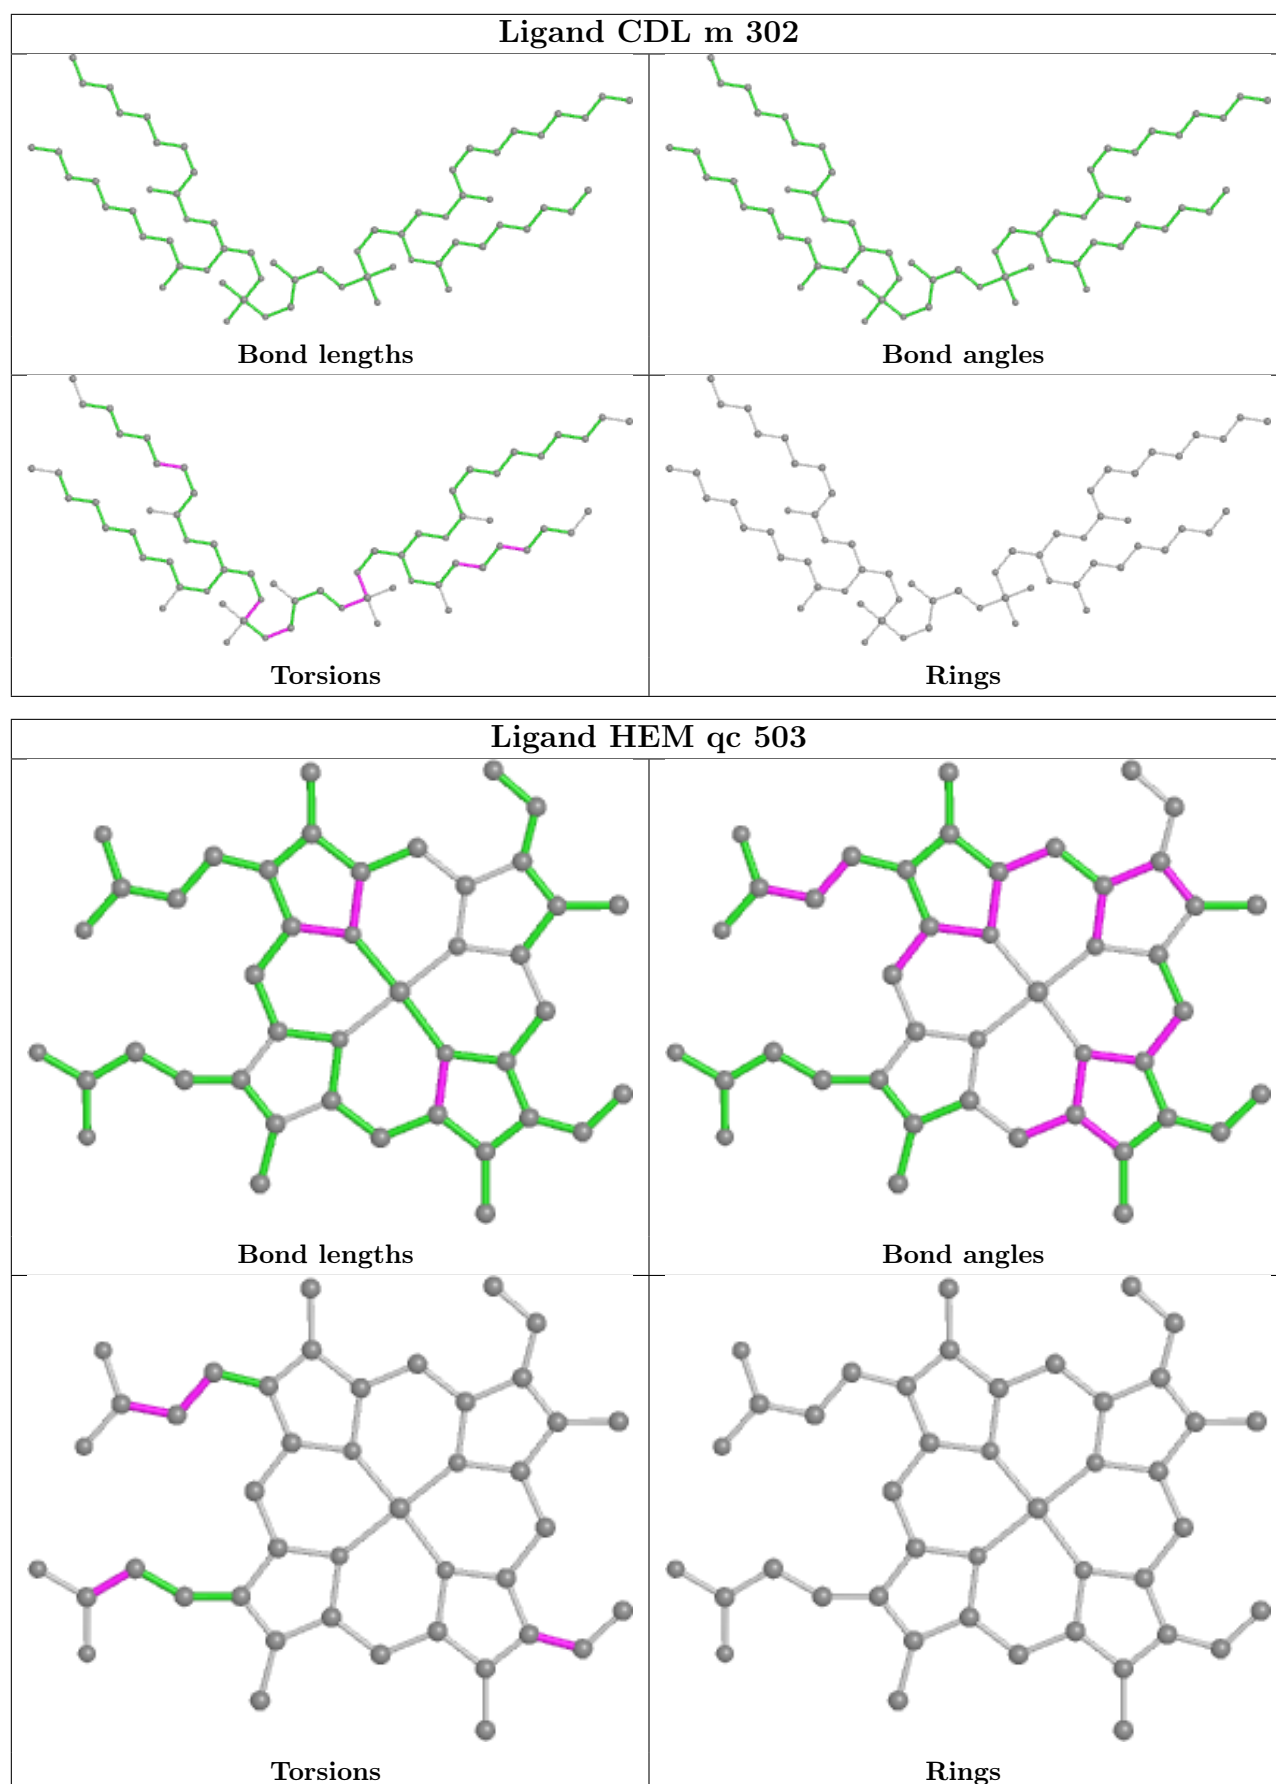 Ligand CDL m 302
Bond lengths
Bond angles
Torsions
Rings
Ligand HEM qc 503
Bond lengths
Bond angles
Torsions
Rings